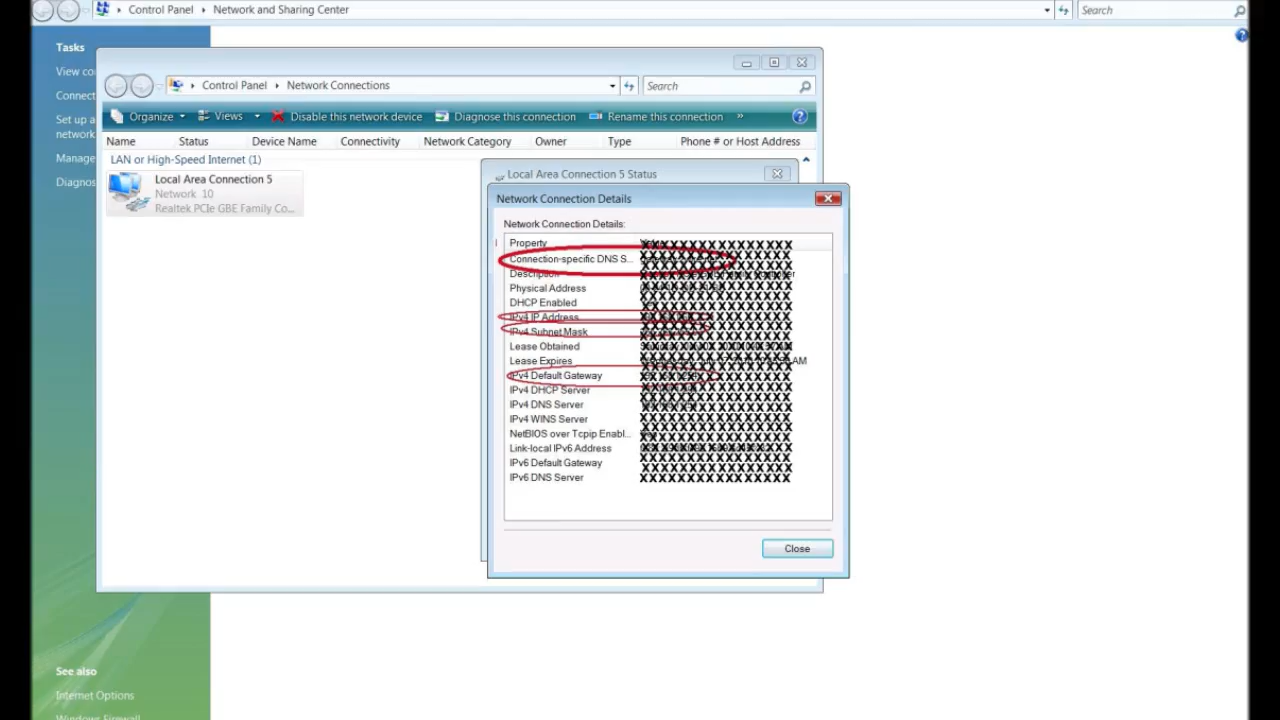 Control Panel ▸ Network and Sharing Center
Search
Tasks
View co
Connect
Set up a
network
Manage
Diagnos
Control Panel ▸ Network Connections
Search
Organize Views Disable this network device Diagnose this connection Rename this connection »
Name Status Device Name Connectivity Network Category Owner Type Phone # or Host Address
LAN or High-Speed Internet (1)
Local Area Connection 5
Network 10
Realtek PCIe GBE Family Co...
Local Area Connection 5 Status
Network Connection Details
Network Connection Details:
Property
Connection-specific DNS S...
Description
Physical Address
DHCP Enabled
IPv4 IP Address
IPv4 Subnet Mask
Lease Obtained
Lease Expires AM
IPv4 Default Gateway
IPv4 DHCP Server
IPv4 DNS Server
IPv4 WINS Server
NetBIOS over Tcpip Enabl...
Link-local IPv6 Address
IPv6 Default Gateway
IPv6 DNS Server
Close
See also
Internet Options
Windows Firewall